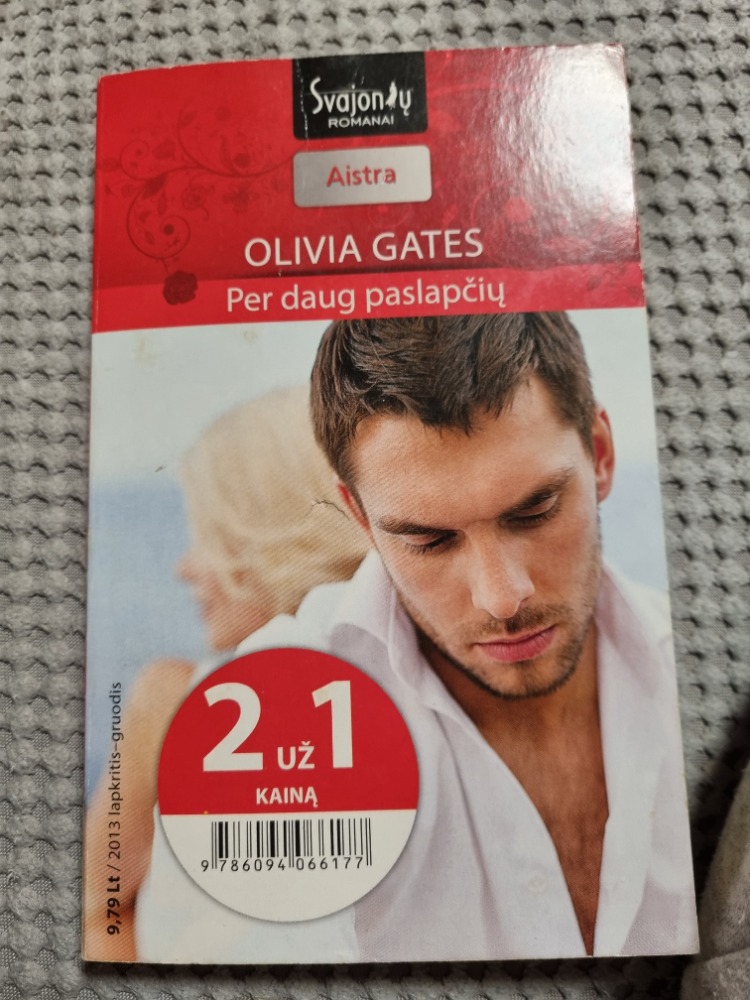 Svajonių
ROMANAI
Aistra
OLIVIA GATES
Per daug paslapčių
2 UŽ 1
KAINĄ
9 786094 066177
9,79 Lt / 2013 lapkritis–gruodis